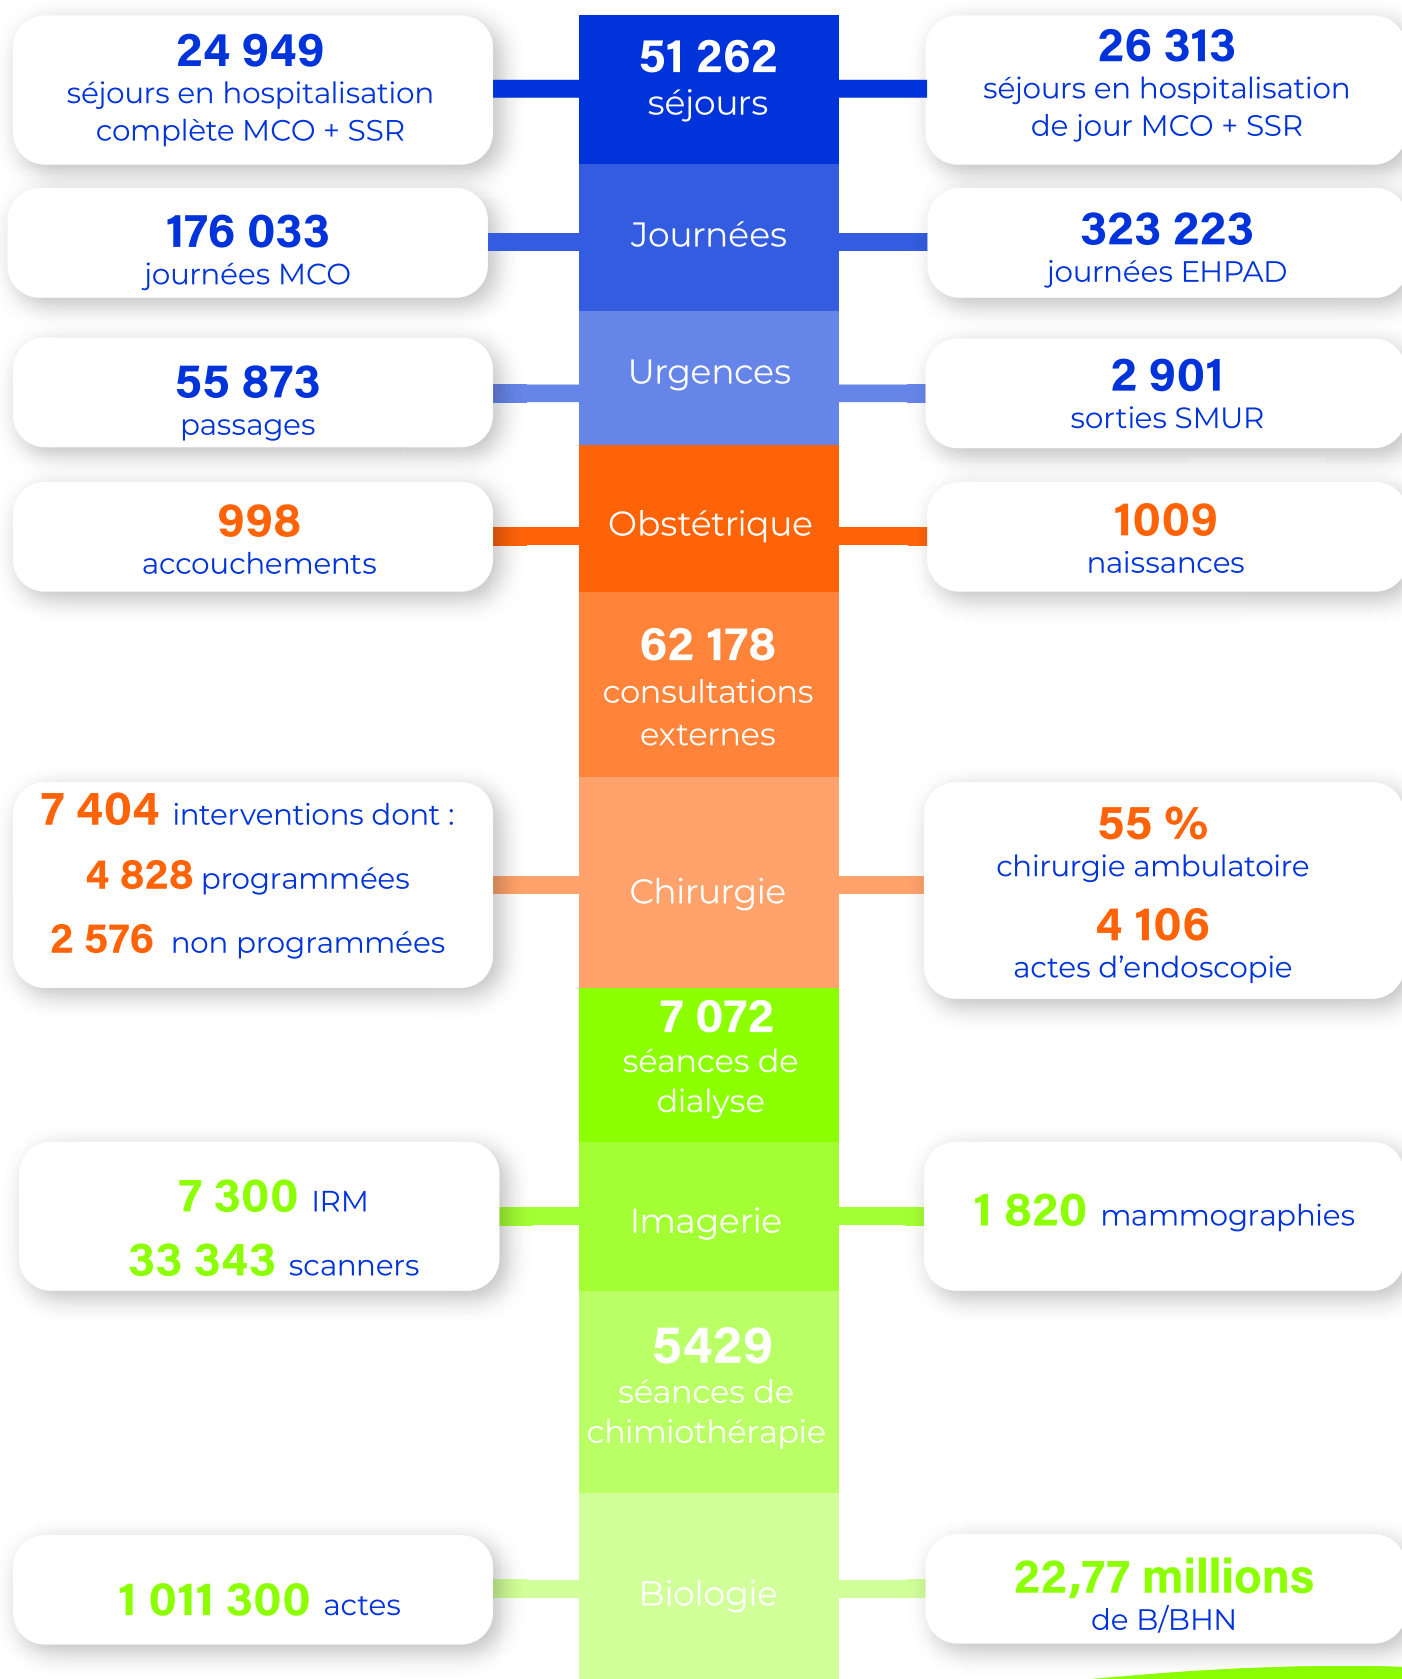 24 949
séjours en hospitalisation
complète MCO + SSR
51 262
séjours
26 313
séjours en hospitalisation
de jour MCO + SSR
176 033
journées MCO
Journées
323 223
journées EHPAD
55 873
passages
Urgences
2 901
sorties SMUR
998
accouchements
Obstétrique
1009
naissances
62 178
consultations
externes
7 404 interventions dont :
4 828 programmées
2 576 non programmées
Chirurgie
55 %
chirurgie ambulatoire
4 106
actes d’endoscopie
7 072
séances de
dialyse
7 300 IRM
33 343 scanners
Imagerie
1 820 mammographies
5429
séances de
chimiothérapie
1 011 300 actes
Biologie
22,77 millions
de B/BHN